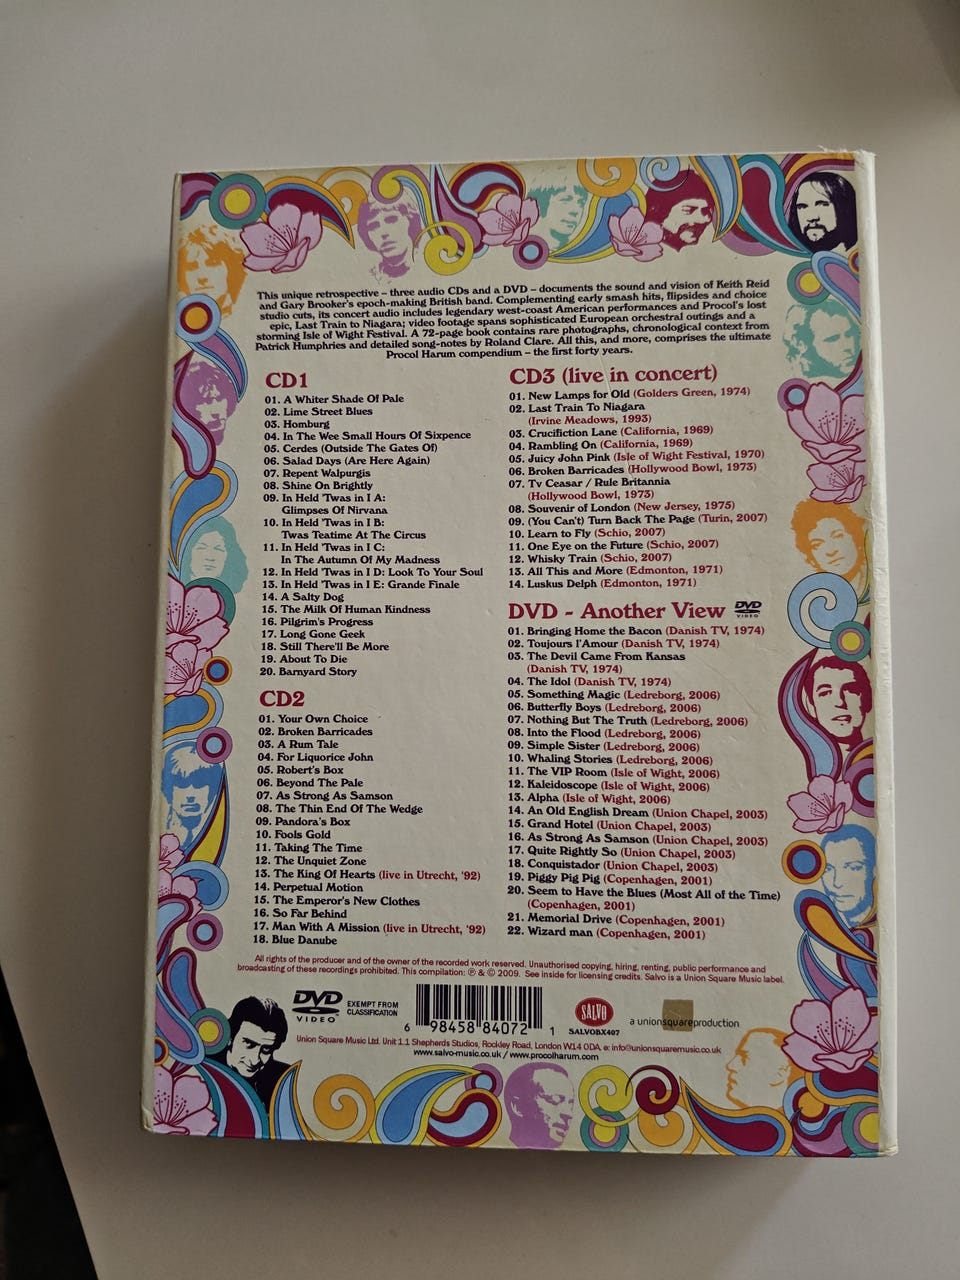 This unique retrospective – three audio CDs and a DVD – documents the sound and vision of Keith Reid
and Gary Brooker's epoch-making British band. Complementing early smash hits, flipsides and choice
studio cuts, its concert audio includes legendary west-coast American performances and Procol's lost
epic, Last Train to Niagara; video footage spans sophisticated European orchestral outings and a
storming Isle of Wight Festival. A 72-page book contains rare photographs, chronological context from
Patrick Humphries and detailed song-notes by Roland Clare. All this, and more, comprises the ultimate
Procol Harum compendium – the first forty years.
CD1
01. A Whiter Shade Of Pale
02. Lime Street Blues
03. Homburg
04. In The Wee Small Hours Of Sixpence
05. Cerdes (Outside The Gates Of)
06. Salad Days (Are Here Again)
07. Repent Walpurgis
08. Shine On Brightly
09. In Held 'Twas in I A:
Glimpses Of Nirvana
10. In Held 'Twas in I B:
Twas Teatime At The Circus
11. In Held 'Twas in I C:
In The Autumn Of My Madness
12. In Held 'Twas in I D: Look To Your Soul
13. In Held 'Twas in I E: Grande Finale
14. A Salty Dog
15. The Milk Of Human Kindness
16. Pilgrim's Progress
17. Long Gone Geek
18. Still There'll Be More
19. About To Die
20. Barnyard Story
CD2
01. Your Own Choice
02. Broken Barricades
03. A Rum Tale
04. For Liquorice John
05. Robert's Box
06. Beyond The Pale
07. As Strong As Samson
08. The Thin End Of The Wedge
09. Pandora's Box
10. Fools Gold
11. Taking The Time
12. The Unquiet Zone
13. The King Of Hearts (live in Utrecht, '92)
14. Perpetual Motion
15. The Emperor's New Clothes
16. So Far Behind
17. Man With A Mission (live in Utrecht, '92)
18. Blue Danube
CD3 (live in concert)
01. New Lamps for Old (Golders Green, 1974)
02. Last Train To Niagara
(Irvine Meadows, 1993)
03. Crucifiction Lane (California, 1969)
04. Rambling On (California, 1969)
05. Juicy John Pink (Isle of Wight Festival, 1970)
06. Broken Barricades (Hollywood Bowl, 1973)
07. Tv Ceasar / Rule Britannia
(Hollywood Bowl, 1973)
08. Souvenir of London (New Jersey, 1975)
09. (You Can't) Turn Back The Page (Turin, 2007)
10. Learn to Fly (Schio, 2007)
11. One Eye on the Future (Schio, 2007)
12. Whisky Train (Schio, 2007)
13. All This and More (Edmonton, 1971)
14. Luskus Delph (Edmonton, 1971)
DVD - Another View DVD VIDEO
01. Bringing Home the Bacon (Danish TV, 1974)
02. Toujours l'Amour (Danish TV, 1974)
03. The Devil Came From Kansas
(Danish TV, 1974)
04. The Idol (Danish TV, 1974)
05. Something Magic (Ledreborg, 2006)
06. Butterfly Boys (Ledreborg, 2006)
07. Nothing But The Truth (Ledreborg, 2006)
08. Into the Flood (Ledreborg, 2006)
09. Simple Sister (Ledreborg, 2006)
10. Whaling Stories (Ledreborg, 2006)
11. The VIP Room (Isle of Wight, 2006)
12. Kaleidoscope (Isle of Wight, 2006)
13. Alpha (Isle of Wight, 2006)
14. An Old English Dream (Union Chapel, 2003)
15. Grand Hotel (Union Chapel, 2003)
16. As Strong As Samson (Union Chapel, 2003)
17. Quite Rightly So (Union Chapel, 2003)
18. Conquistador (Union Chapel, 2003)
19. Piggy Pig Pig (Copenhagen, 2001)
20. Seem to Have the Blues (Most All of the Time)
(Copenhagen, 2001)
21. Memorial Drive (Copenhagen, 2001)
22. Wizard man (Copenhagen, 2001)
All rights of the producer and of the owner of the recorded work reserved. Unauthorised copying, hiring, renting, public performance and
broadcasting of these recordings prohibited. This compilation: ℗ & © 2009. See inside for licensing credits. Salvo is a Union Square Music label.
DVD VIDEO
EXEMPT FROM
CLASSIFICATION
6 98458 84072 1
SALVO
SALVOBX407
a unionsquareproduction
Union Square Music Ltd. Unit 1.1 Shepherds Studios, Rockley Road, London W14 0DA. e: info@unionsquaremusic.co.uk
www.salvo-music.co.uk / www.procolharum.com